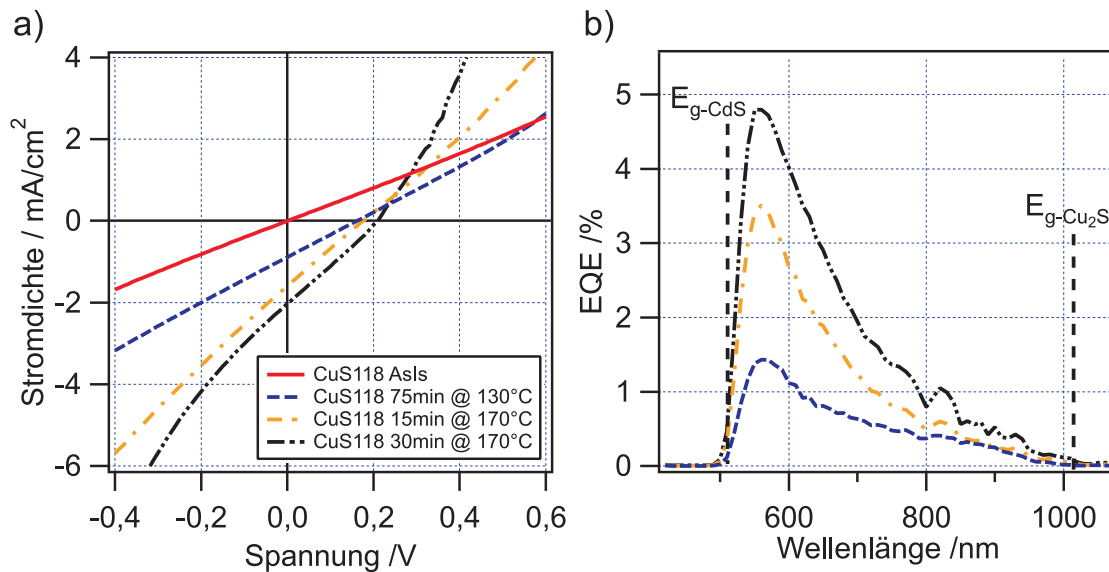 a)
Stromdichte / mA/cm²
4
2
0
-2
-4
-6
-0,4
-0,2
0,0
0,2
0,4
0,6
Spannung /V
CuS118 AsIs
CuS118 75min @ 130°C
CuS118 15min @ 170°C
CuS118 30min @ 170°C
b)
EQE /%
5
4
3
2
1
0
600
800
1000
Wellenlänge /nm
E g-CdS
E g-Cu₂S